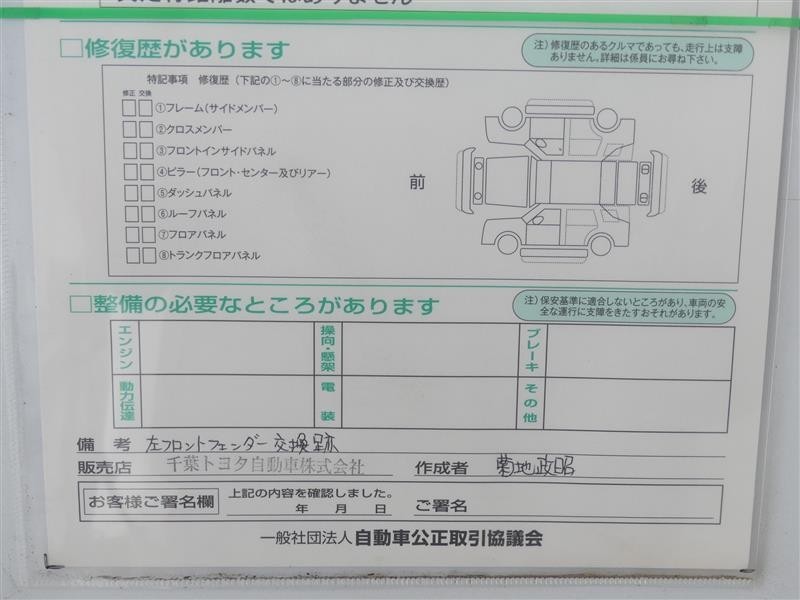 □修復歴があります
注）修復歴のあるクルマであっても、走行上は支障
ありません。詳細は係員にお尋ね下さい。
特記事項 修復歴（下記の①～⑧に当たる部分の修正及び交換歴）
修正 交換
①フレーム（サイドメンバー）
②クロスメンバー
③フロントインサイドパネル
④ピラー（フロント・センター及びリアー）
⑤ダッシュパネル
⑥ルーフパネル
⑦フロアパネル
⑧トランクフロアパネル
前
後
□整備の必要なところがあります
注）保安基準に適合しないところがあり、車両の安
全な運行に支障をきたすおそれがあります。
エンジン
操向・懸架
ブレーキ
動力伝達
電装
その他
備考 左フロントフェンダー交換跡
販売店 千葉トヨタ自動車株式会社 作成者 菊地政昭
お客様ご署名欄 上記の内容を確認しました。
年 月 日 ご署名
一般社団法人 自動車公正取引協議会